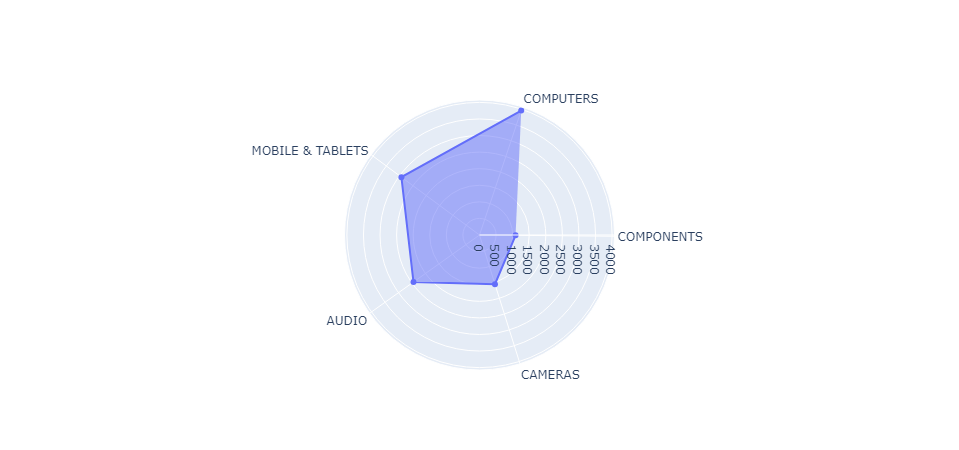 COMPUTERS
MOBILE & TABLETS
COMPONENTS
0
500
1000
1500
2000
2500
3000
3500
4000
AUDIO
CAMERAS